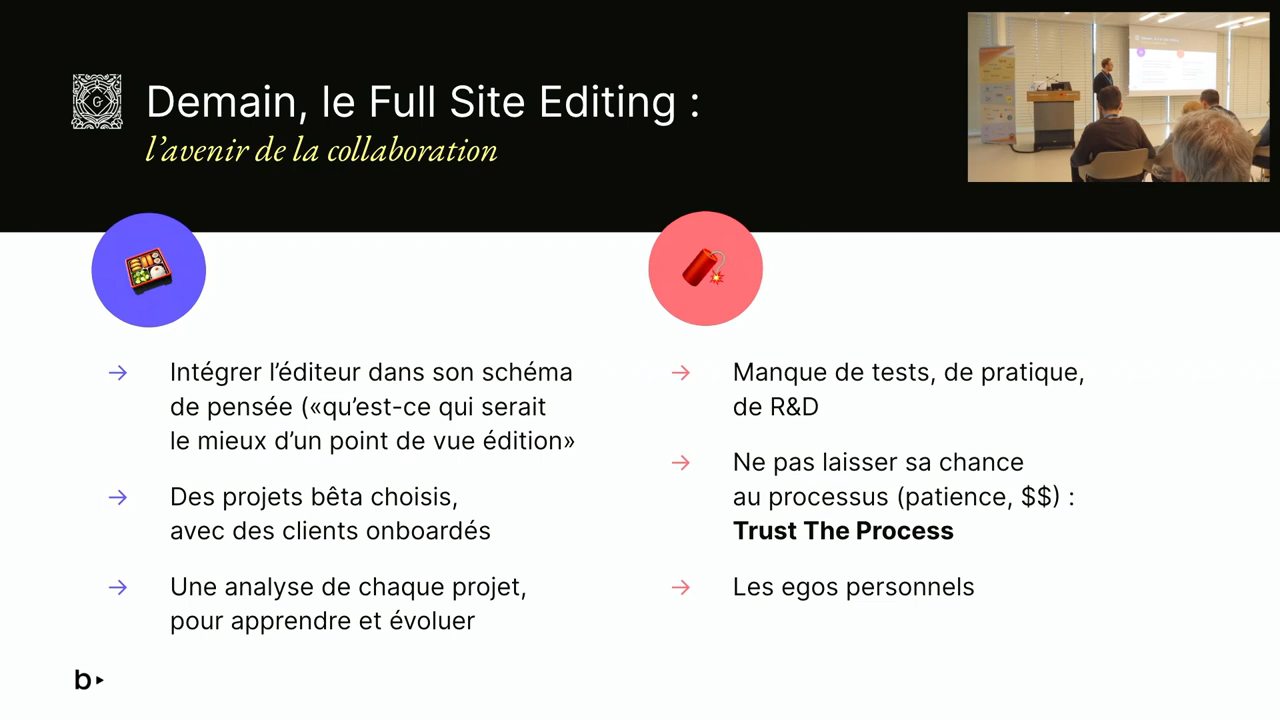 Demain, le Full Site Editing :
l’avenir de la collaboration
Intégrer l’éditeur dans son schéma
de pensée («qu’est-ce qui serait
le mieux d’un point de vue édition»
Des projets bêta choisis,
avec des clients onboardés
Une analyse de chaque projet,
pour apprendre et évoluer
Manque de tests, de pratique,
de R&D
Ne pas laisser sa chance
au processus (patience, $$) :
Trust The Process
Les egos personnels
b